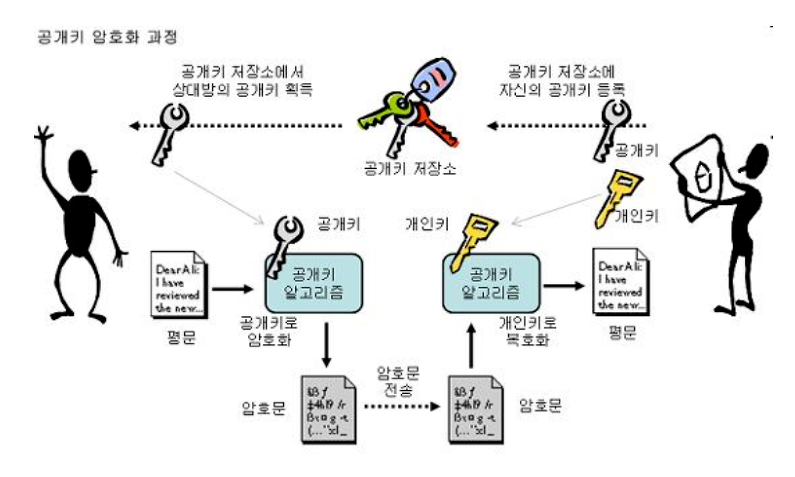 공개키 암호화 과정
공개키 저장소에서
상대방의 공개키 획득
공개키 저장소에
자신의 공개키 등록
공개키 저장소
공개키
개인키
공개키
개인키
DearAli:
I have
reviewed
the new...
평문
공개키
알고리즘
공개키로
암호화
공개키
알고리즘
개인키로
복호화
DearAli:
I have
reviewed
the new...
평문
암호문
암호문
전송
암호문